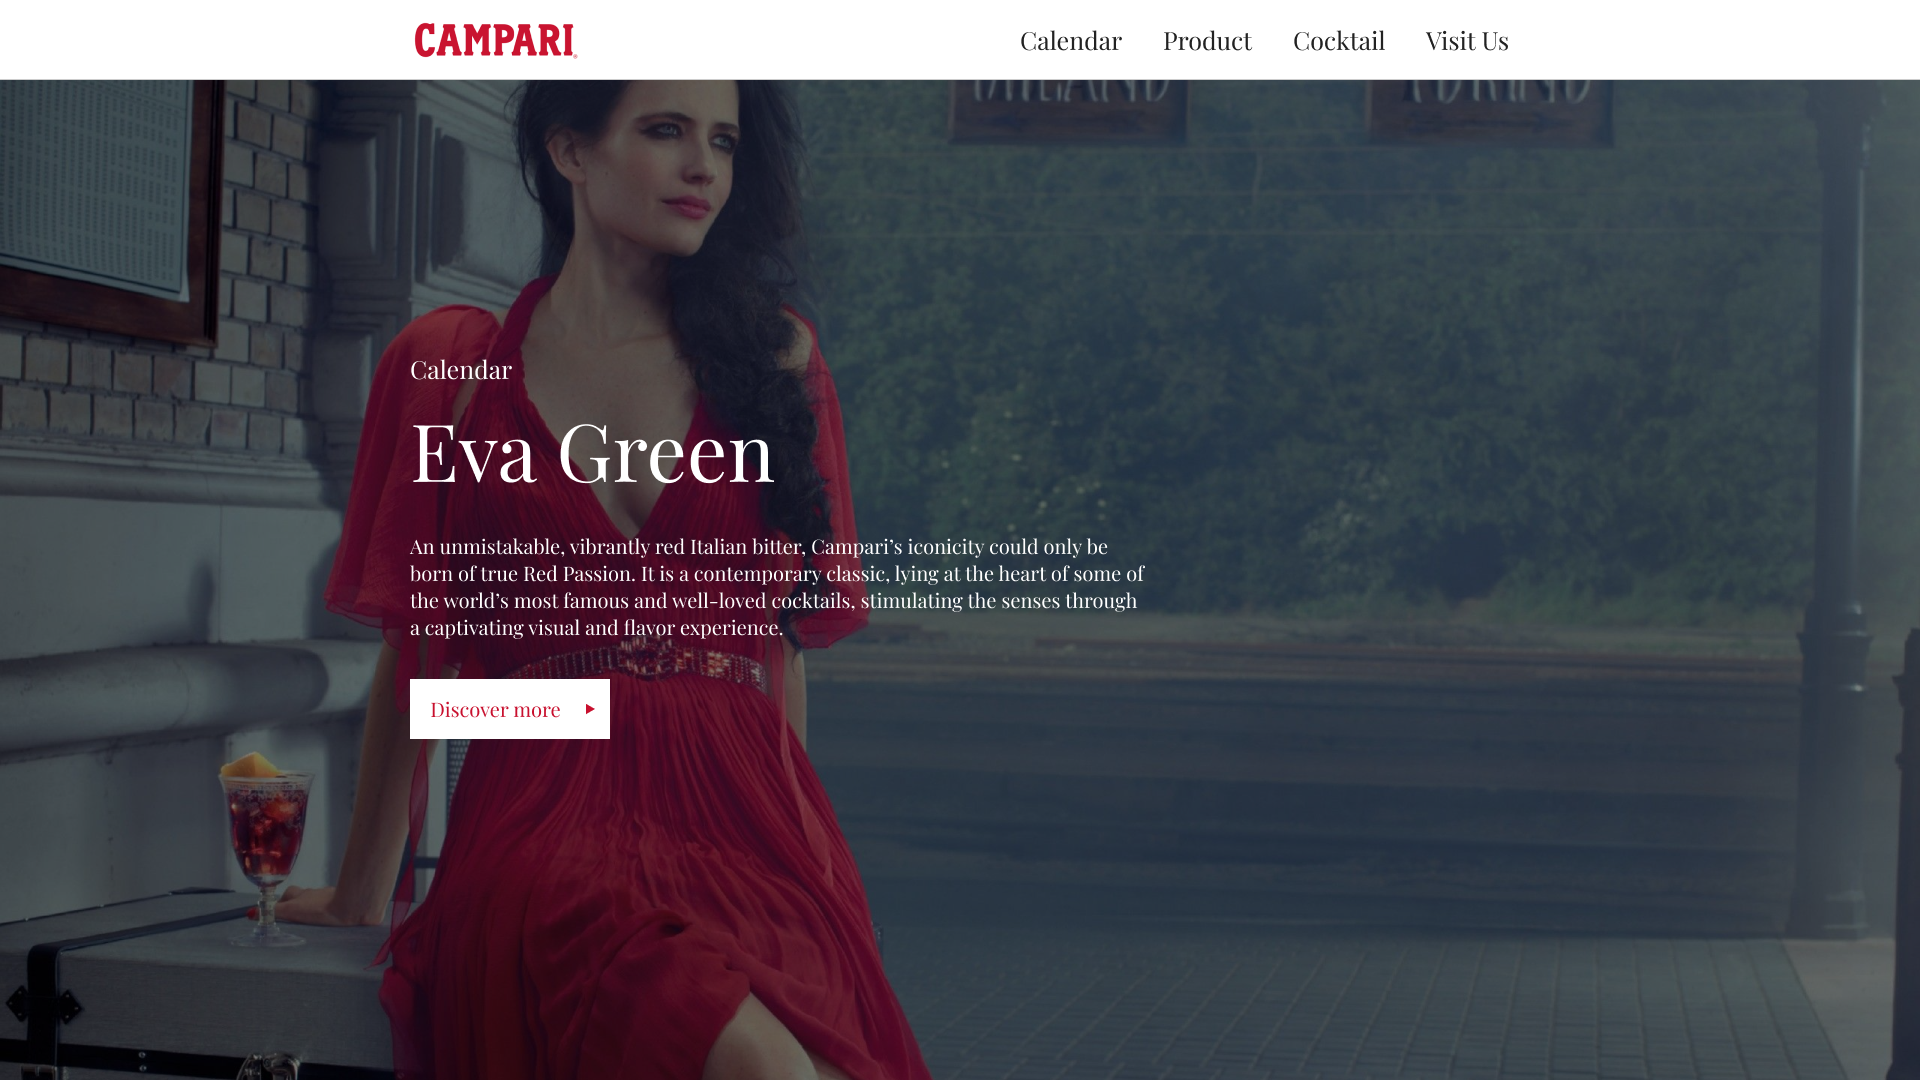 CAMPARI
Calendar
Product
Cocktail
Visit Us
Calendar
Eva Green
An unmistakable, vibrantly red Italian bitter, Campari’s iconicity could only be
born of true Red Passion. It is a contemporary classic, lying at the heart of some of
the world’s most famous and well-loved cocktails, stimulating the senses through
a captivating visual and flavor experience.
Discover more